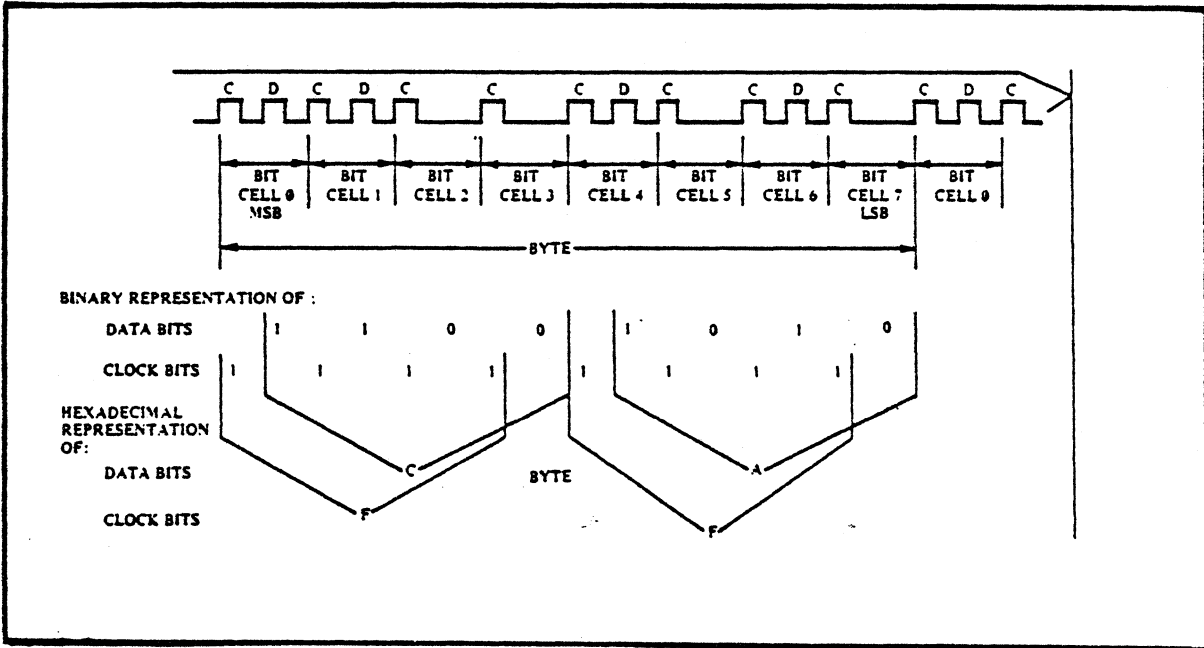 C D C D C C C D C C D C C D C
BIT BIT BIT BIT BIT BIT BIT BIT BIT
CELL 0 CELL 1 CELL 2 CELL 3 CELL 4 CELL 5 CELL 6 CELL 7 CELL 0
MSB LSB
BYTE
BINARY REPRESENTATION OF :
DATA BITS 1 1 0 0 1 0 1 0
CLOCK BITS 1 1 1 1 1 1 1 1
HEXADECIMAL
REPRESENTATION
OF:
DATA BITS C BYTE A
CLOCK BITS F F